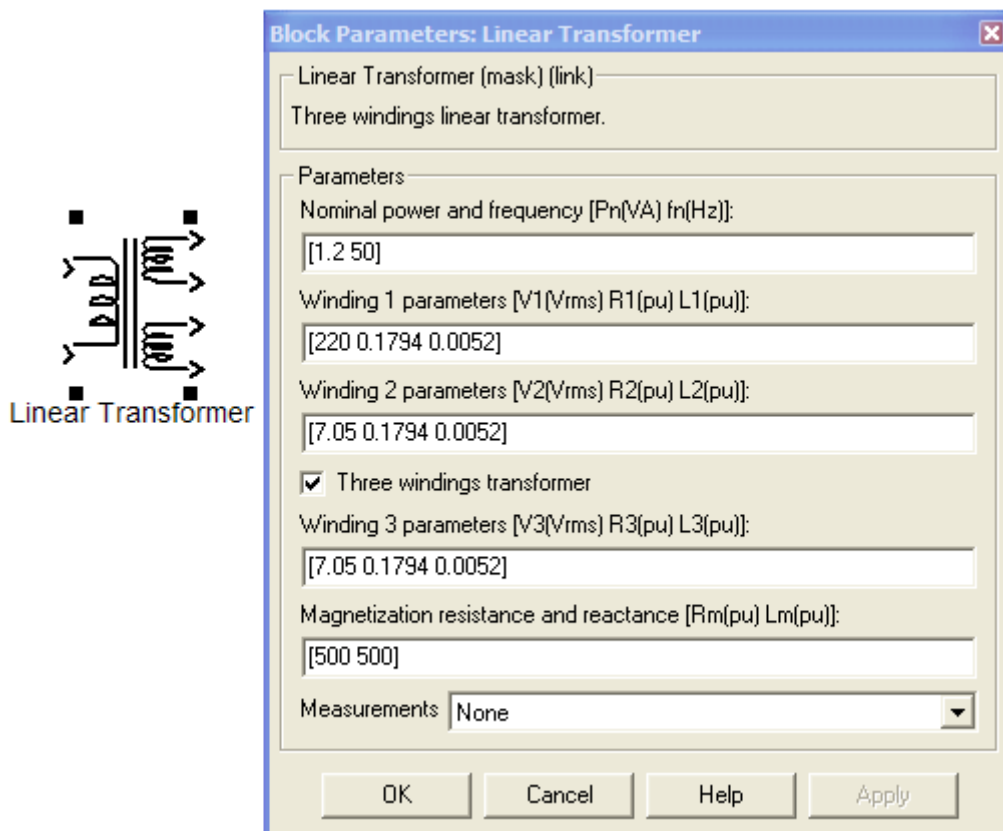 Block Parameters: Linear Transformer
Linear Transformer (mask) (link)
Three windings linear transformer.
Parameters
Nominal power and frequency [Pn(VA) fn(Hz)]:
[1.2 50]
Winding 1 parameters [V1(Vrms) R1(pu) L1(pu)]:
[220 0.1794 0.0052]
Winding 2 parameters [V2(Vrms) R2(pu) L2(pu)]:
[7.05 0.1794 0.0052]
Three windings transformer
Winding 3 parameters [V3(Vrms) R3(pu) L3(pu)]:
[7.05 0.1794 0.0052]
Magnetization resistance and reactance [Rm(pu) Lm(pu)]:
[500 500]
Measurements None
OK Cancel Help Apply
Linear Transformer